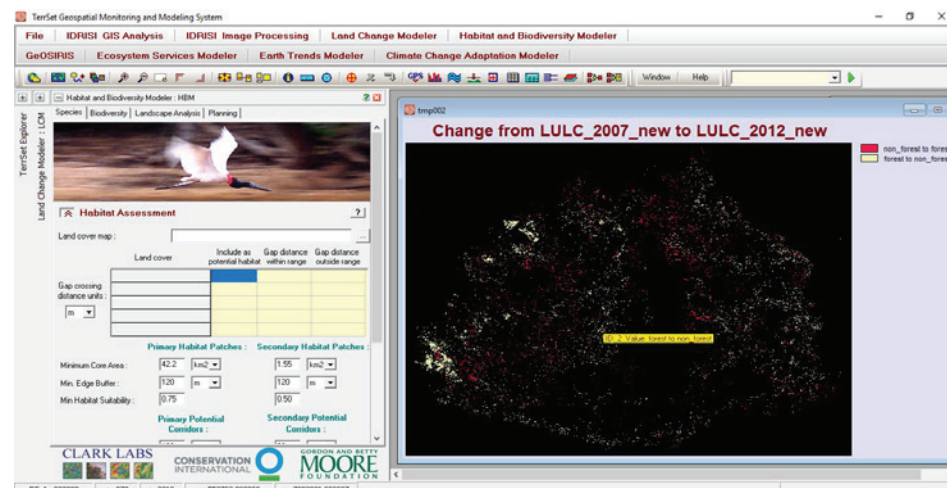 TerrSet Geospatial Monitoring and Modeling System
File IDRISI GIS Analysis IDRISI Image Processing Land Change Modeler Habitat and Biodiversity Modeler
GeOSIRIS Ecosystem Services Modeler Earth Trends Modeler Climate Change Adaptation Modeler
GPS Window Help
Habitat and Biodiversity Modeler : HBM
Species Biodiversity Landscape Analysis Planning
TerrSet Explorer
Land Change Modeler : LCM
Habitat Assessment ?
Land cover map : ...
Land cover
Include as potential habitat
Gap distance within range
Gap distance outside range
Gap crossing
distance units :
m
Primary Habitat Patches : Secondary Habitat Patches :
Minimum Core Area : 42.2 km2 1.55 km2
Min. Edge Buffer : 120 m 120 m
Min Habitat Suitability : 0.75 0.50
Primary Potential
Corridors :
Secondary Potential
Corridors :
CLARK LABS
CONSERVATION
INTERNATIONAL
GORDON AND BETTY
MOORE
FOUNDATION
tmp002
Change from LULC_2007_new to LULC_2012_new
non_forest to fores
forest to non_fores
ID: 2 Value: forest to non_forest